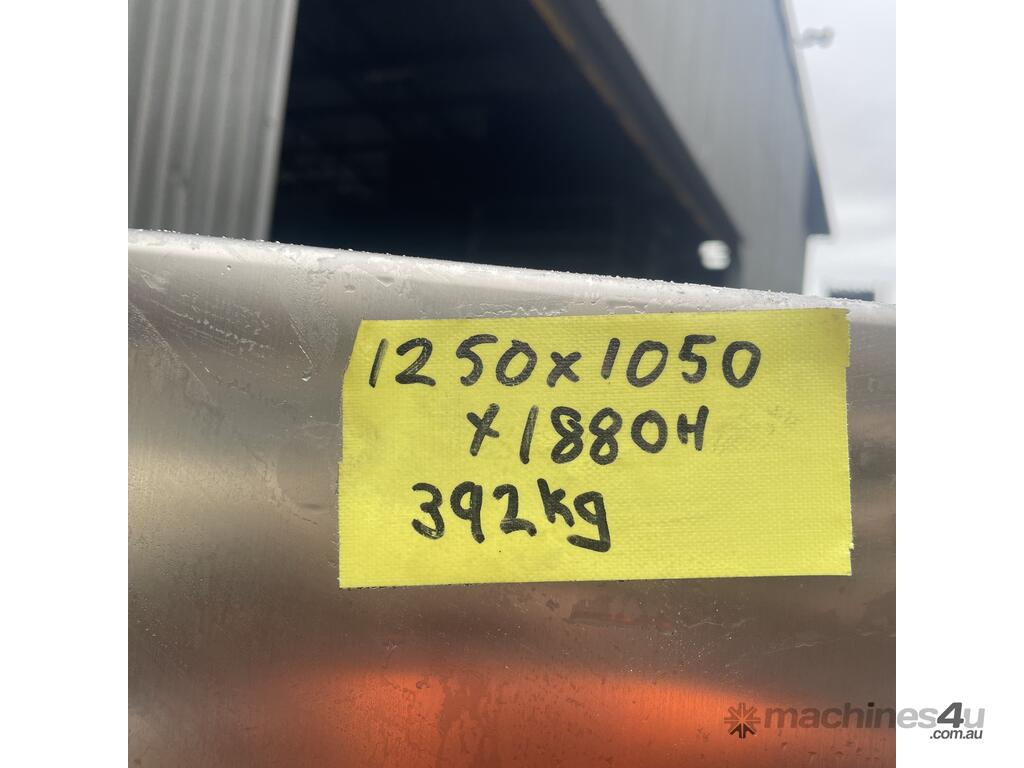 1250x1050
x1880H
392kg
machines4u
.com.au